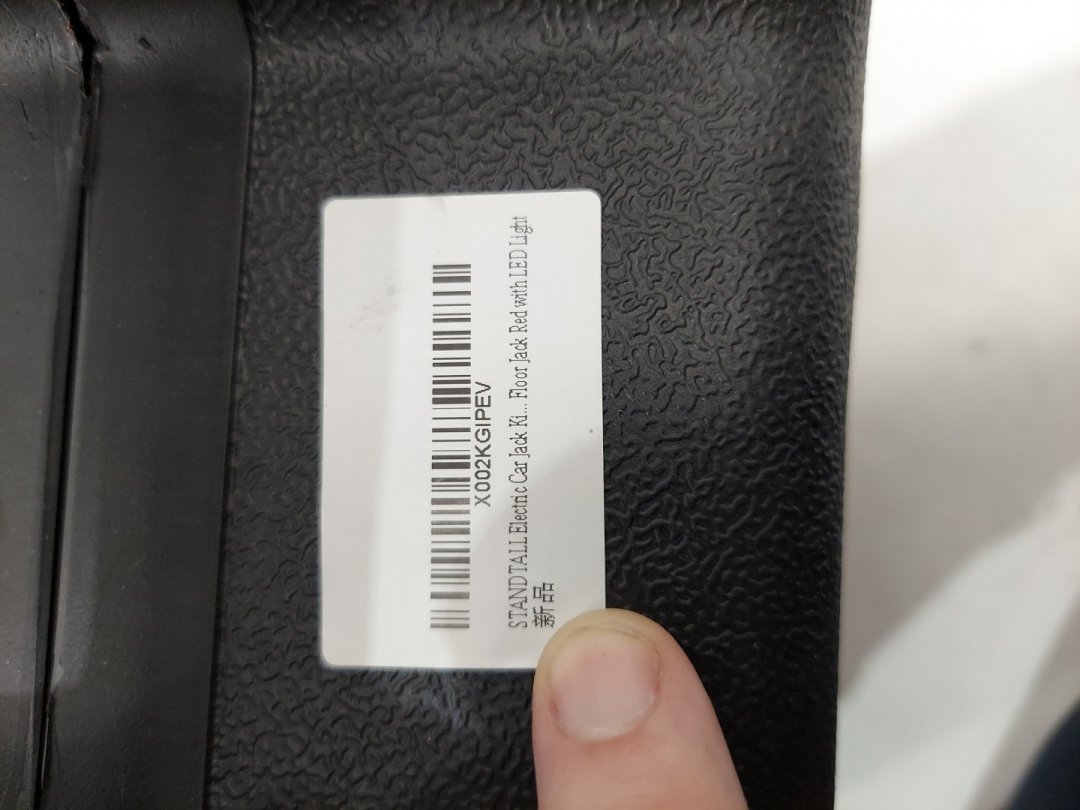 X002KGIPEV
STANDTALL Electric Car Jack Ki... Floor Jack Red with LED Light
新品